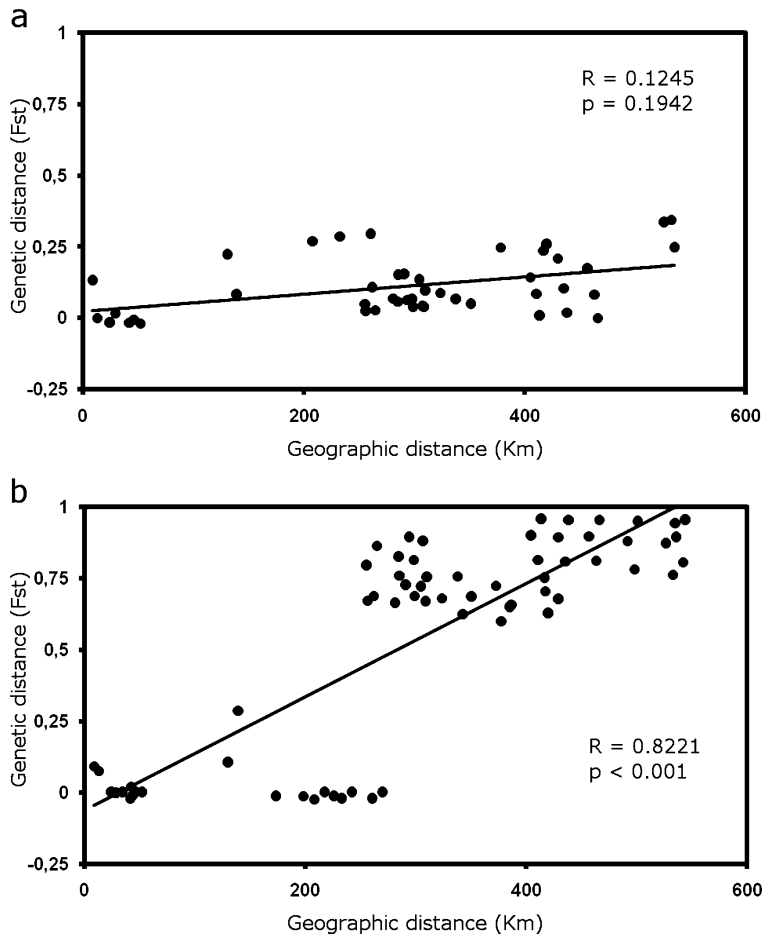 a
Genetic distance (Fst)
1
0,75
0,5
0,25
0
-0,25
R = 0.1245
p = 0.1942
0
200
400
600
Geographic distance (Km)
b
Genetic distance (Fst)
1
0,75
0,5
0,25
0
-0,25
R = 0.8221
p < 0.001
0
200
400
600
Geographic distance (Km)